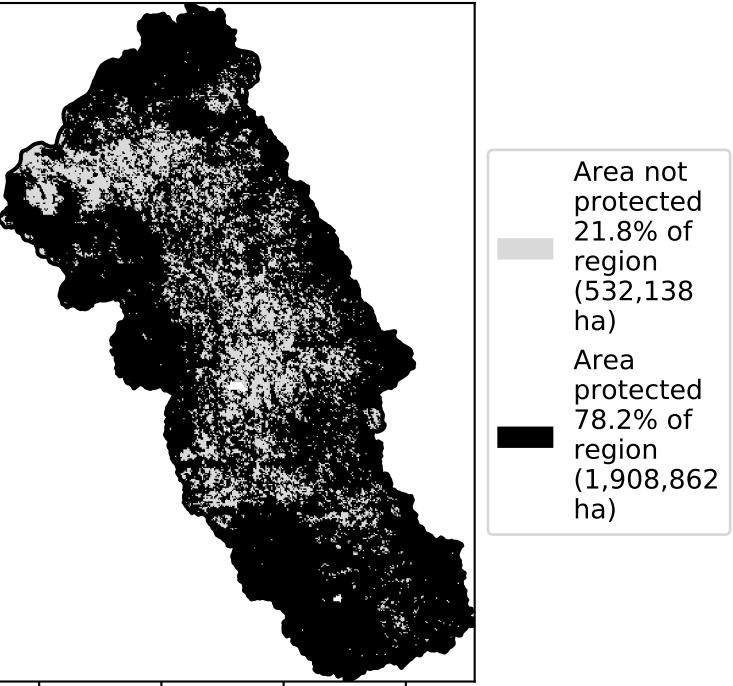 Area not
protected
21.8% of
region
(532,138
ha)
Area
protected
78.2% of
region
(1,908,862
ha)